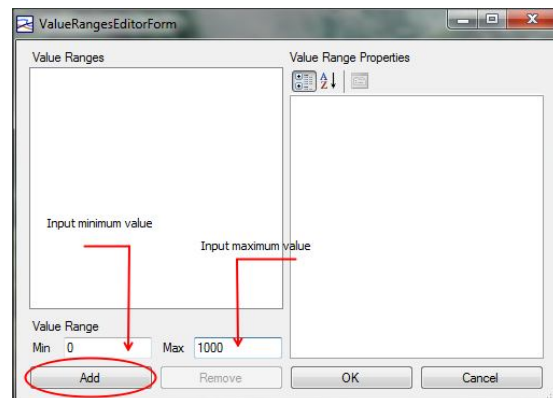 ValueRangesEditorForm
Value Ranges
Value Range Properties
Input minimum value
Input maximum value
Value Range
Min 0 Max 1000
Add Remove OK Cancel